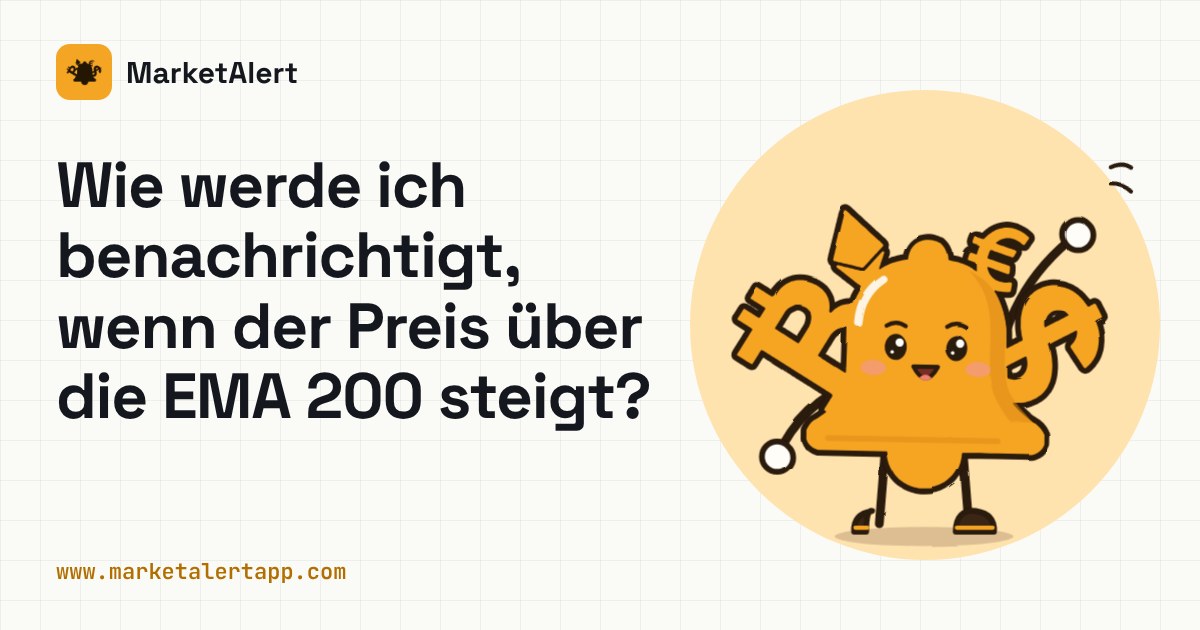 MarketAlert
Wie werde ich
benachrichtigt,
wenn der Preis über
die EMA 200 steigt?
www.marketalertapp.com